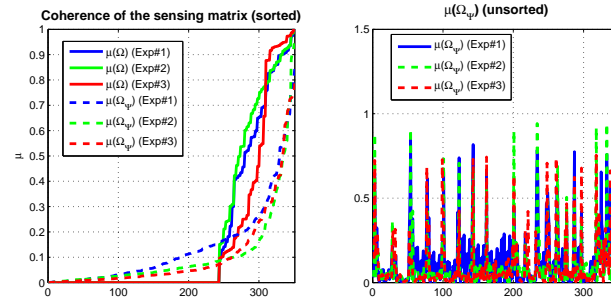 Coherence of the sensing matrix (sorted)
μ
1
0.9
0.8
0.7
0.6
0.5
0.4
0.3
0.2
0.1
0
0
100
200
300
μ(Ω) (Exp#1)
μ(Ω) (Exp#2)
μ(Ω) (Exp#3)
μ(Ω_Ψ) (Exp#1)
μ(Ω_Ψ) (Exp#2)
μ(Ω_Ψ) (Exp#3)
μ(Ω_Ψ) (unsorted)
1.5
1
0.5
0
0
100
200
300
μ(Ω_Ψ) (Exp#1)
μ(Ω_Ψ) (Exp#2)
μ(Ω_Ψ) (Exp#3)